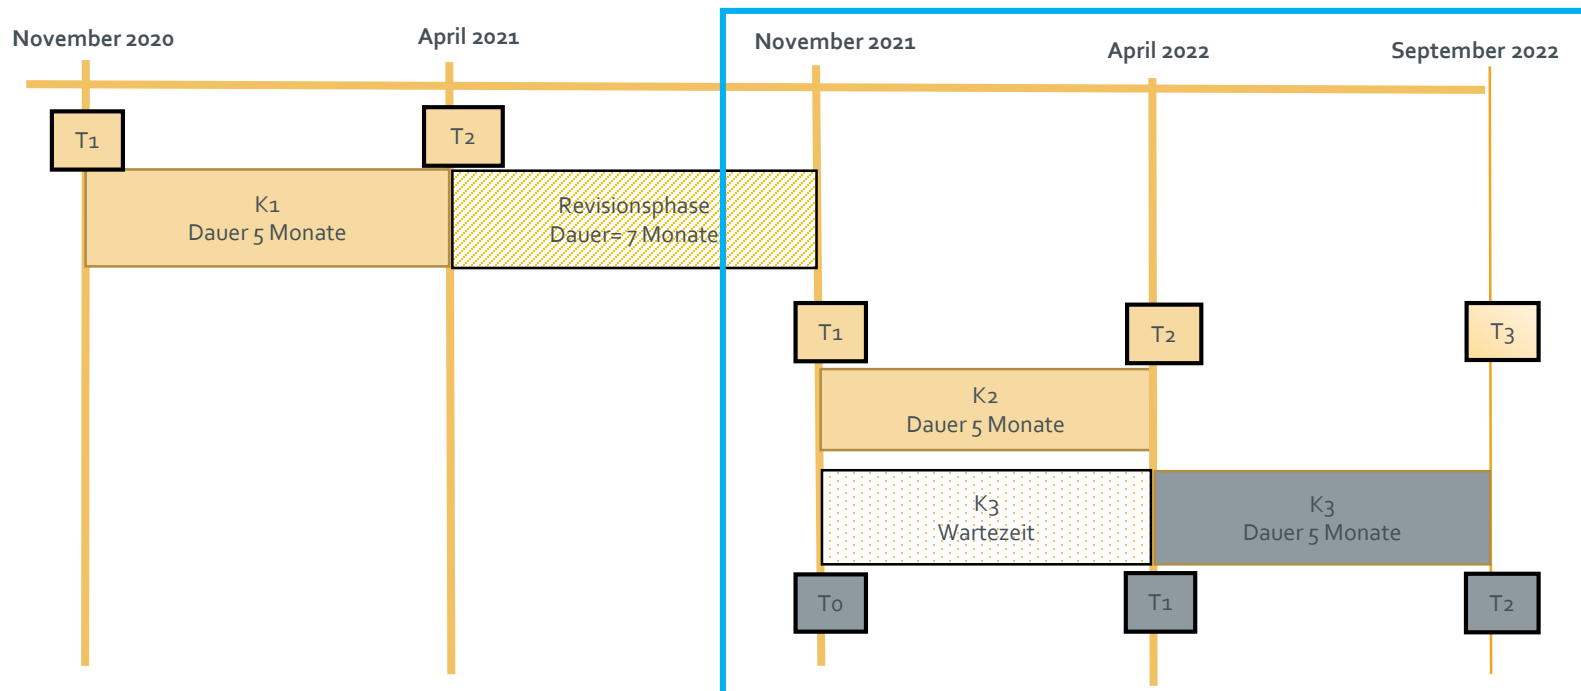 November 2020
April 2021
November 2021
April 2022
September 2022
T1
T2
K1
Dauer 5 Monate
Revisionsphase
Dauer= 7 Monate
T1
T2
T3
K2
Dauer 5 Monate
K3
Wartezeit
K3
Dauer 5 Monate
T0
T1
T2